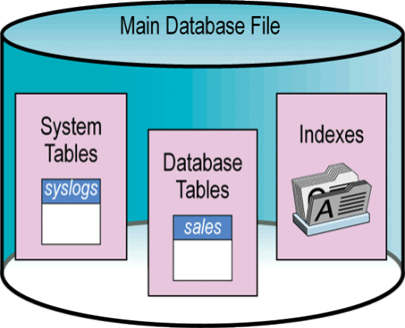 Main Database File
System
Tables
syslogs
Database
Tables
sales
Indexes
A